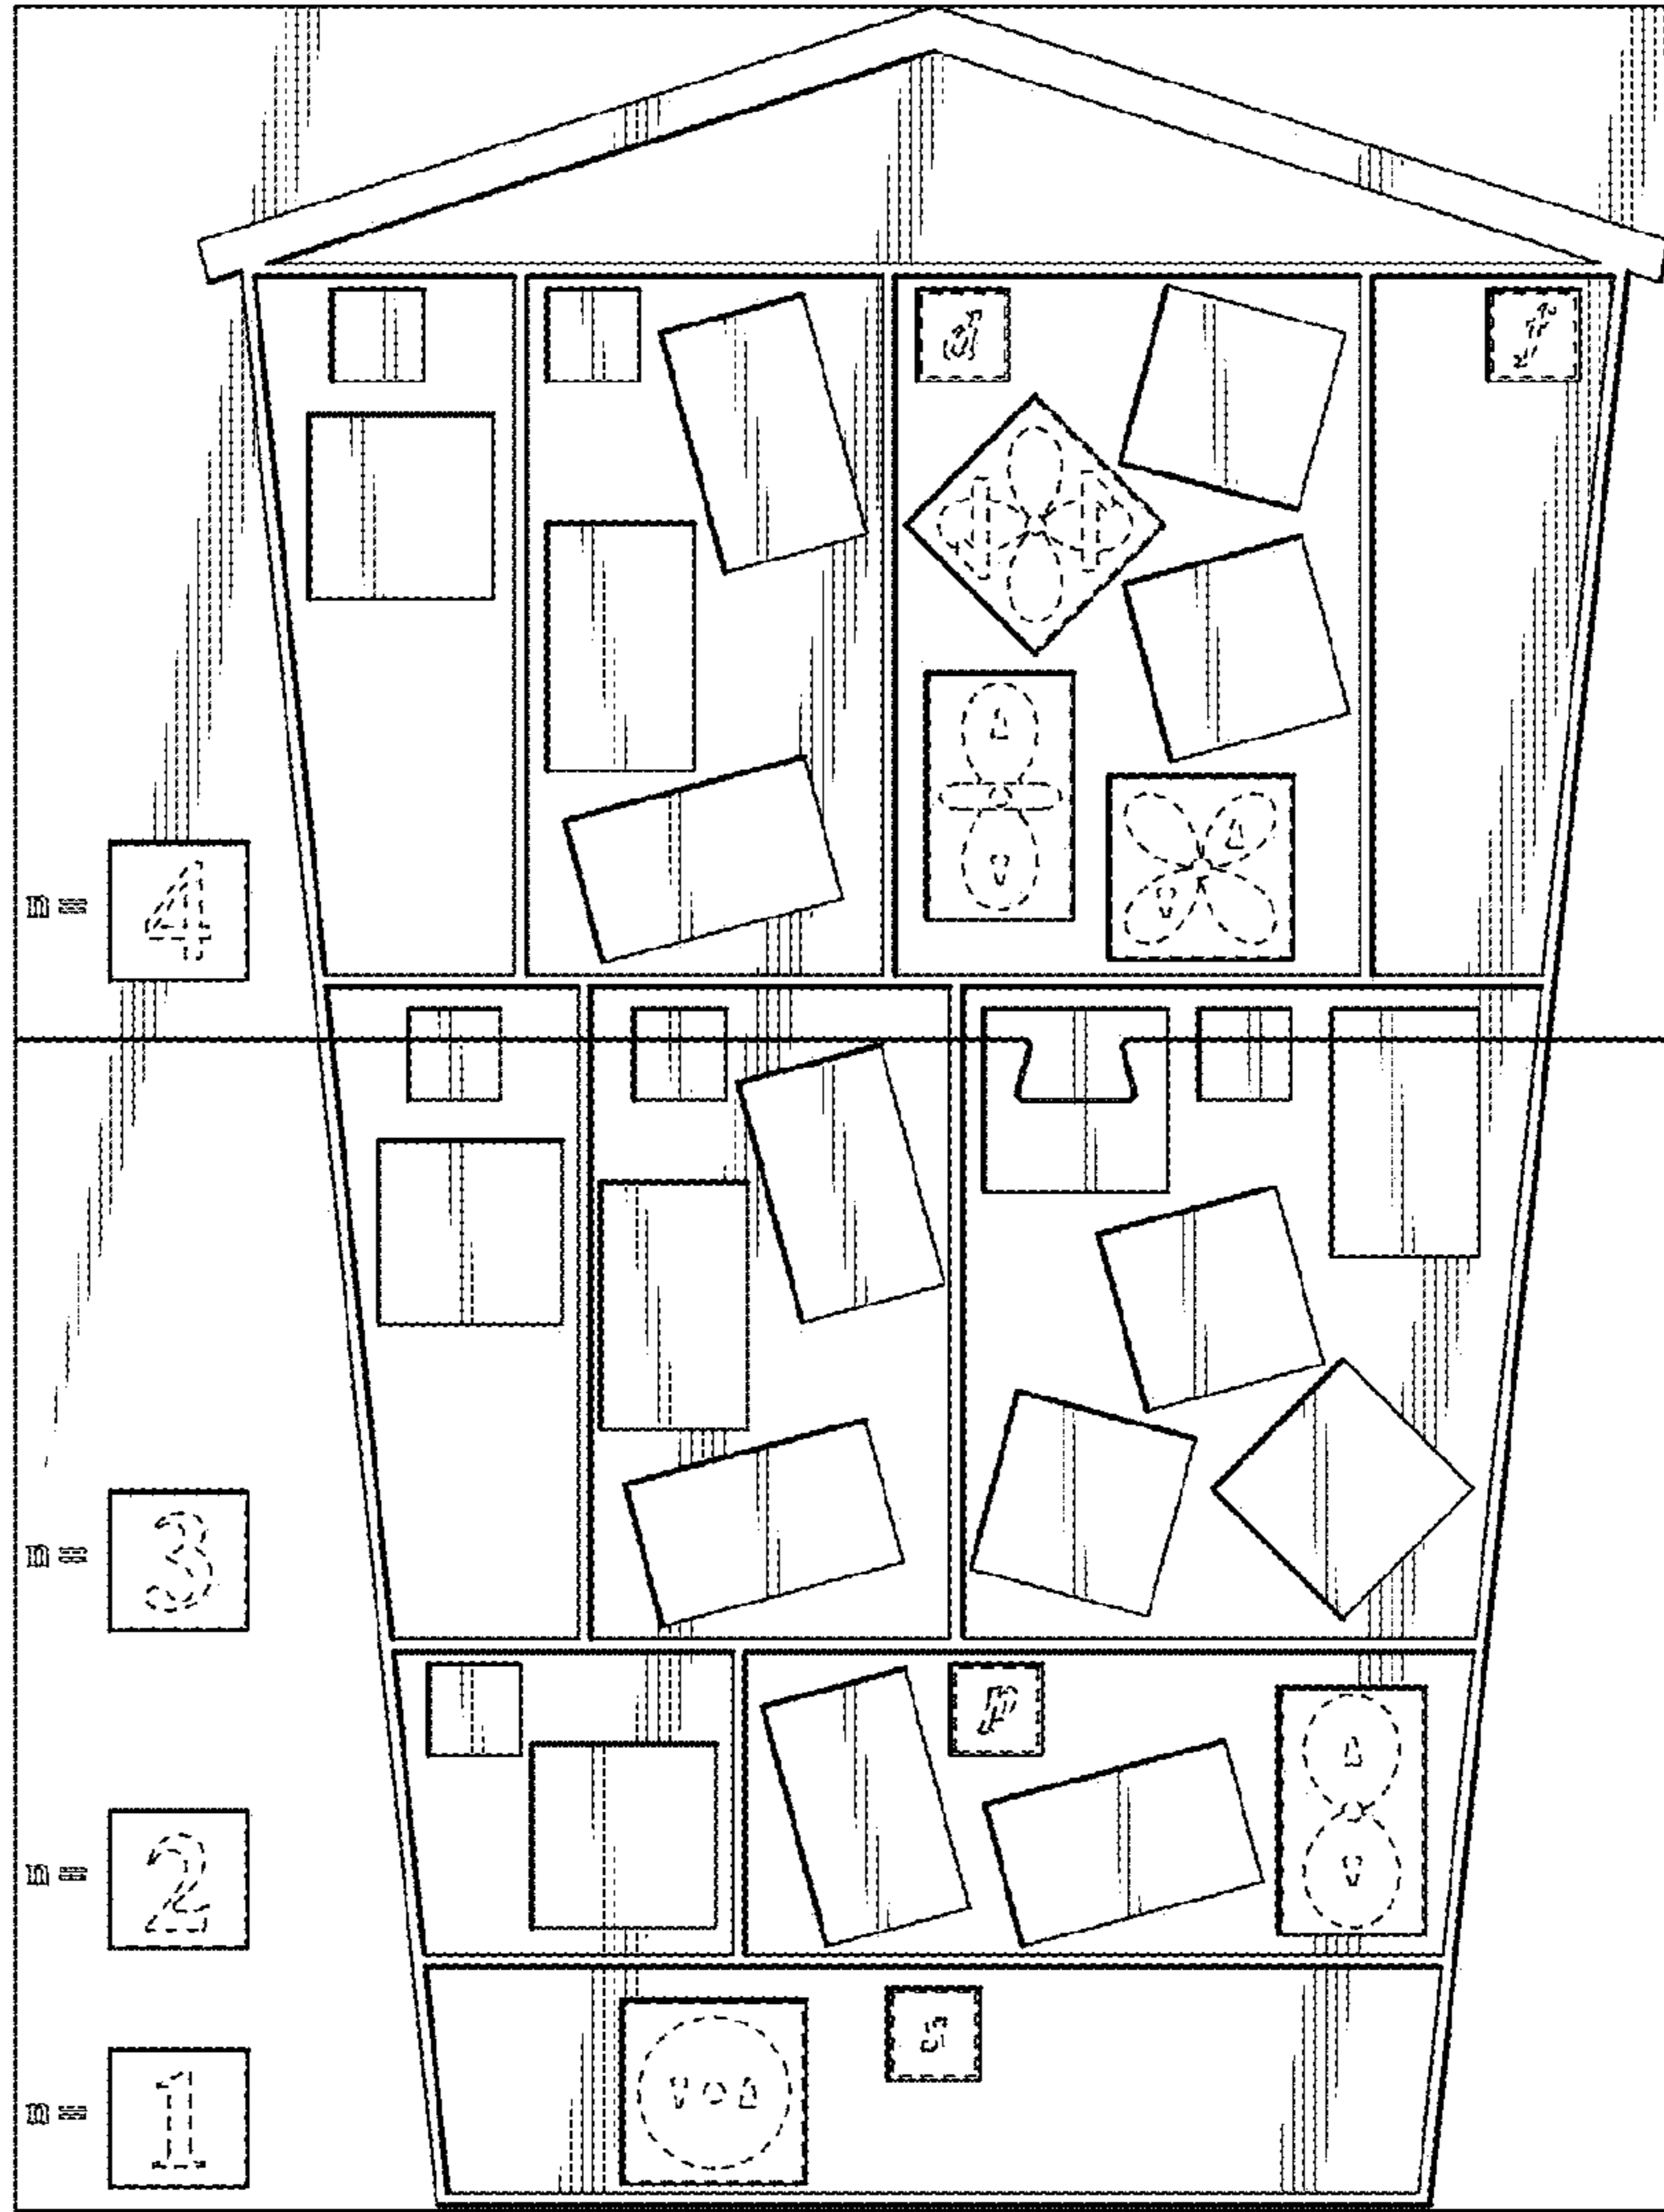 d
f
n = 4
n = 3
p
n = 2
s
n = 1